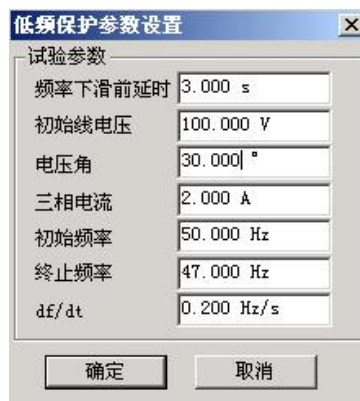 低频保护参数设置
试验参数
频率下滑前延时 3.000 s
初始线电压 100.000 V
电压角 30.000 °
三相电流 2.000 A
初始频率 50.000 Hz
终止频率 47.000 Hz
df/dt 0.200 Hz/s
确定 取消